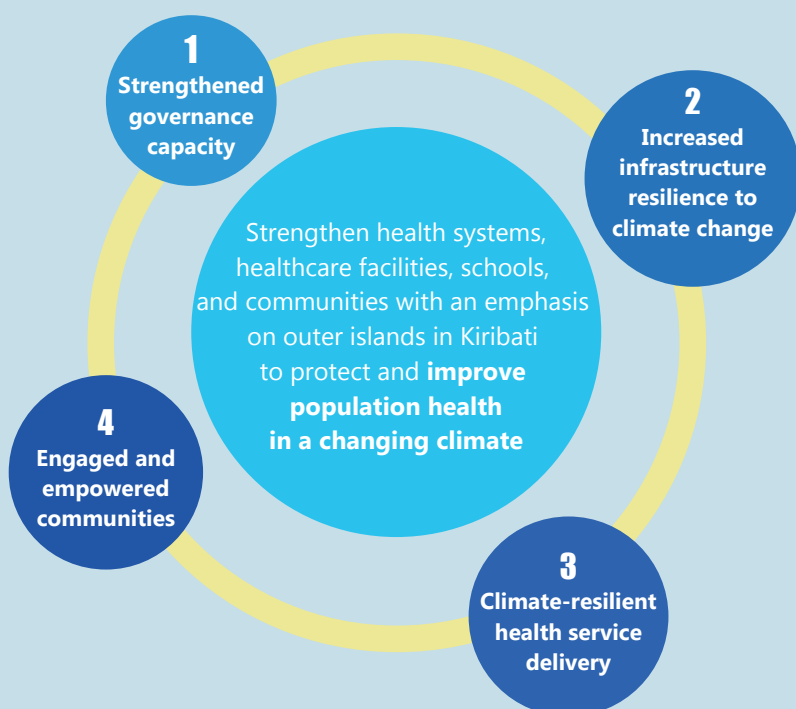 1
Strengthened
governance
capacity
2
Increased
infrastructure
resilience to
climate change
Strengthen health systems,
healthcare facilities, schools,
and communities with an emphasis
on outer islands in Kiribati
to protect and improve
population health
in a changing climate
3
Climate-resilient
health service
delivery
4
Engaged and
empowered
communities